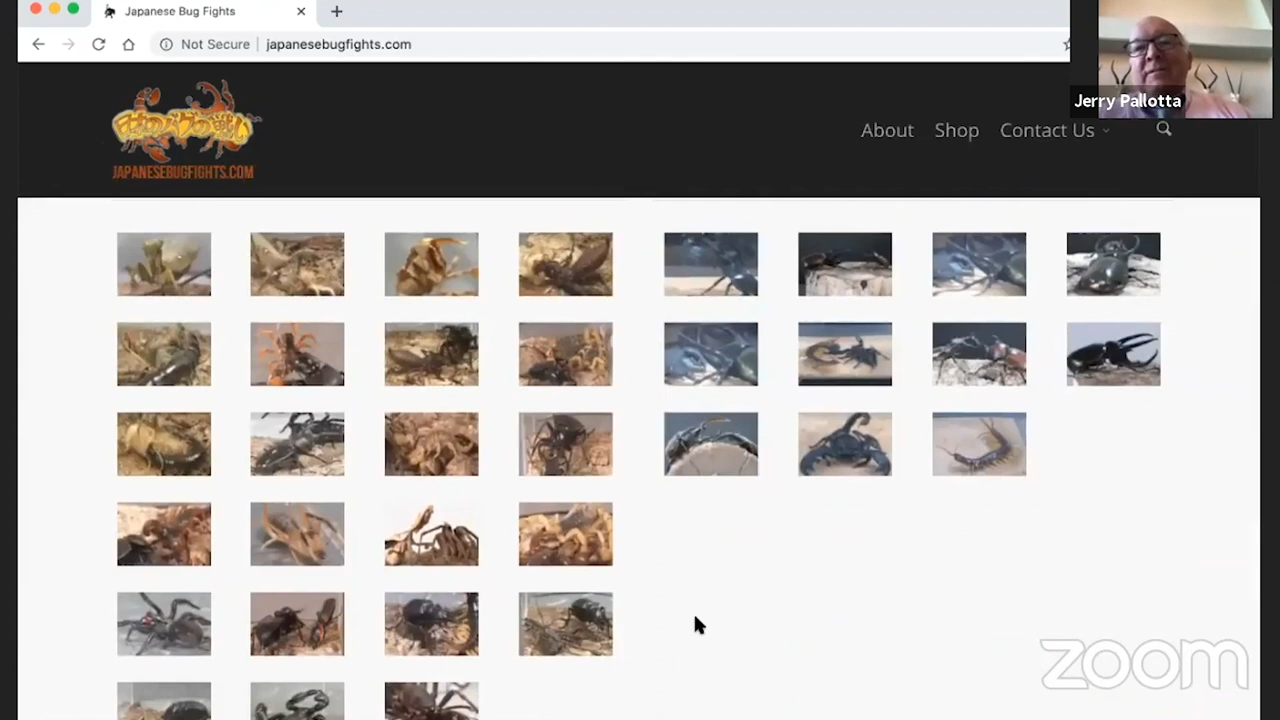 Japanese Bug Fights
Not Secure
japanesebugfights.com
Jerry Pallotta
JAPANESEBUGFIGHTS.COM
About
Shop
Contact Us
zoom